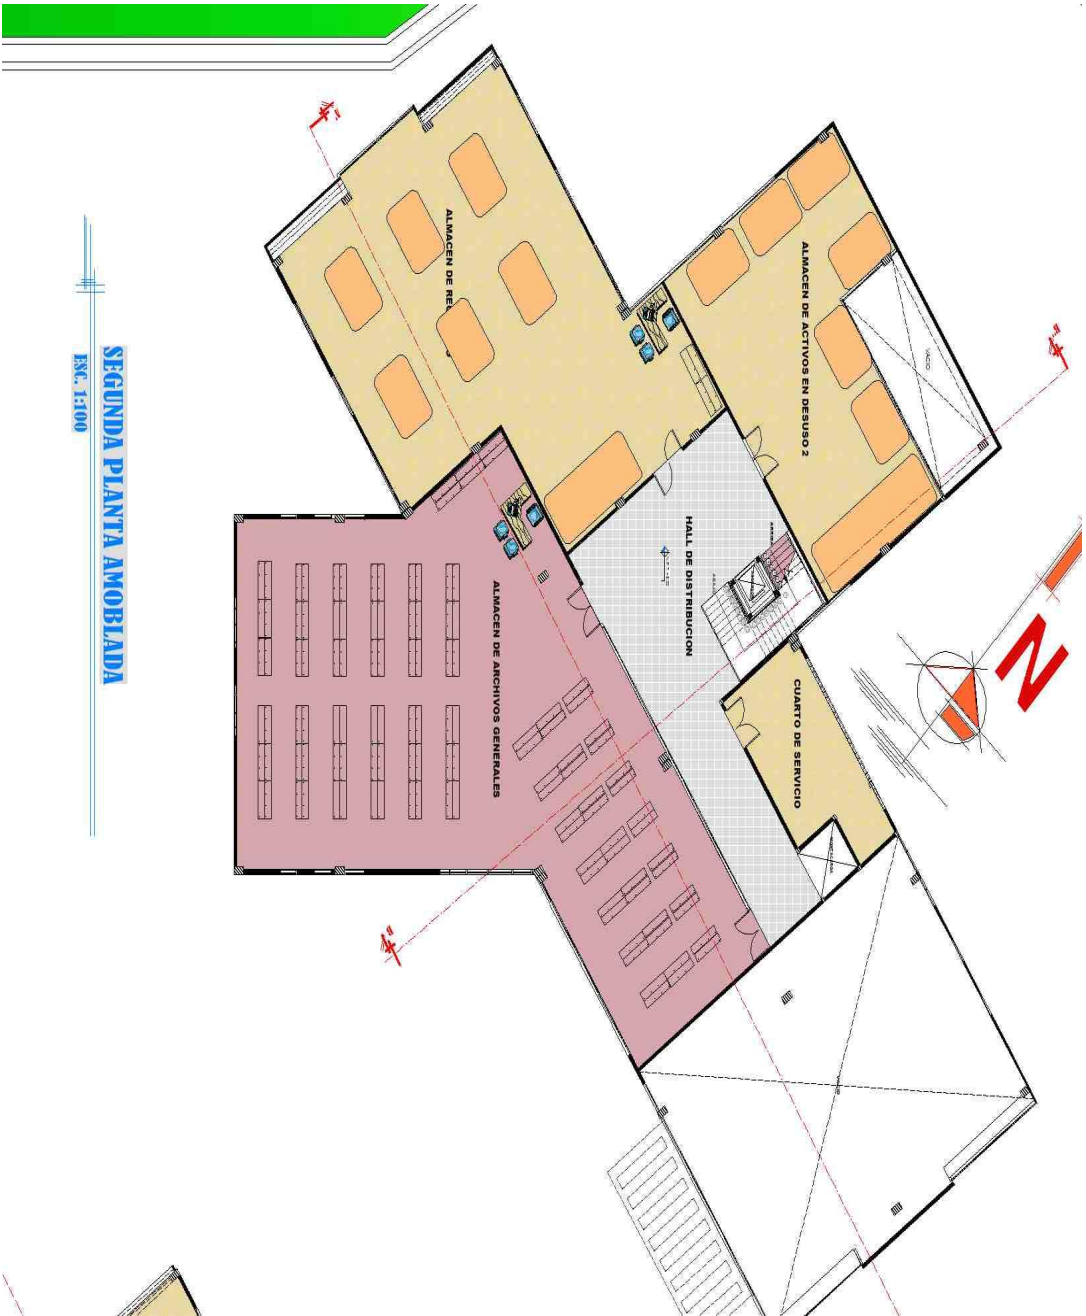 SEGUNDA PLANTA AMOBLADA
ESC. 1:100
ALMACEN DE
ALMACEN DE ACTIVOS EN DESUSO 2
VACIO
HALL DE DISTRIBUCION
ALMACEN DE ARCHIVOS GENERALES
CUARTO DE SERVICIO
N